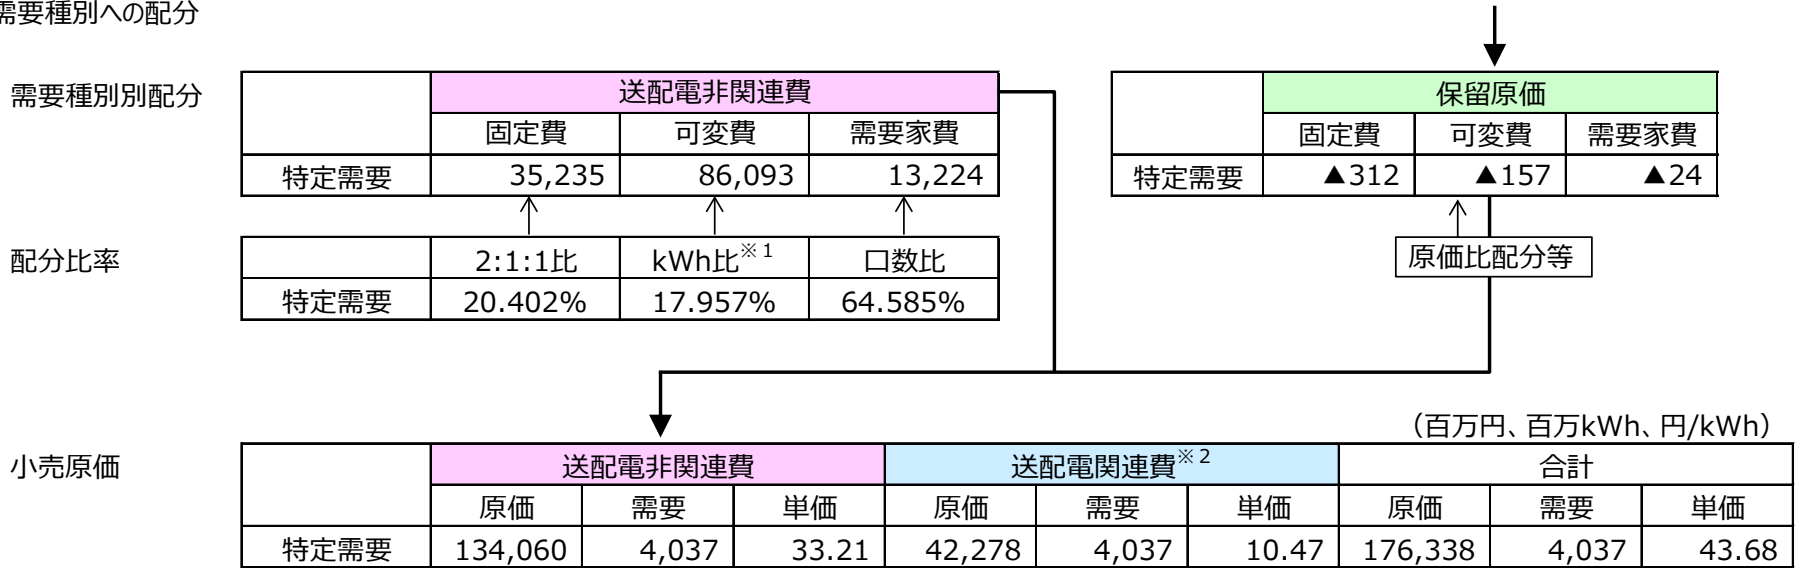 需要種別への配分
需要種別別配分
送配電非関連費
固定費 可変費 需要家費
特定需要 35,235 86,093 13,224
保留原価
固定費 可変費 需要家費
特定需要 ▲312 ▲157 ▲24
原価比配分等
配分比率
2:1:1比 kWh比※1 口数比
特定需要 20.402% 17.957% 64.585%
(百万円、百万kWh、円/kWh)
小売原価
送配電非関連費 送配電関連費※2 合計
原価 需要 単価 原価 需要 単価 原価 需要 単価
特定需要 134,060 4,037 33.21 42,278 4,037 10.47 176,338 4,037 43.68